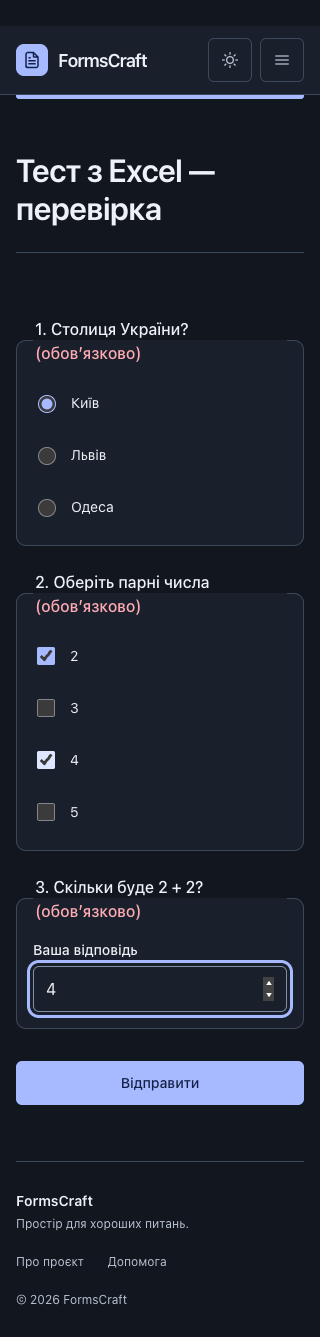 FormsCraft
Тест з Excel —
перевірка
1. Столиця України?
(обов’язково)
Київ
Львів
Одеса
2. Оберіть парні числа
(обов’язково)
2
3
4
5
3. Скільки буде 2 + 2?
(обов’язково)
Ваша відповідь
4
Відправити
FormsCraft
Простір для хороших питань.
Про проєкт Допомога
© 2026 FormsCraft